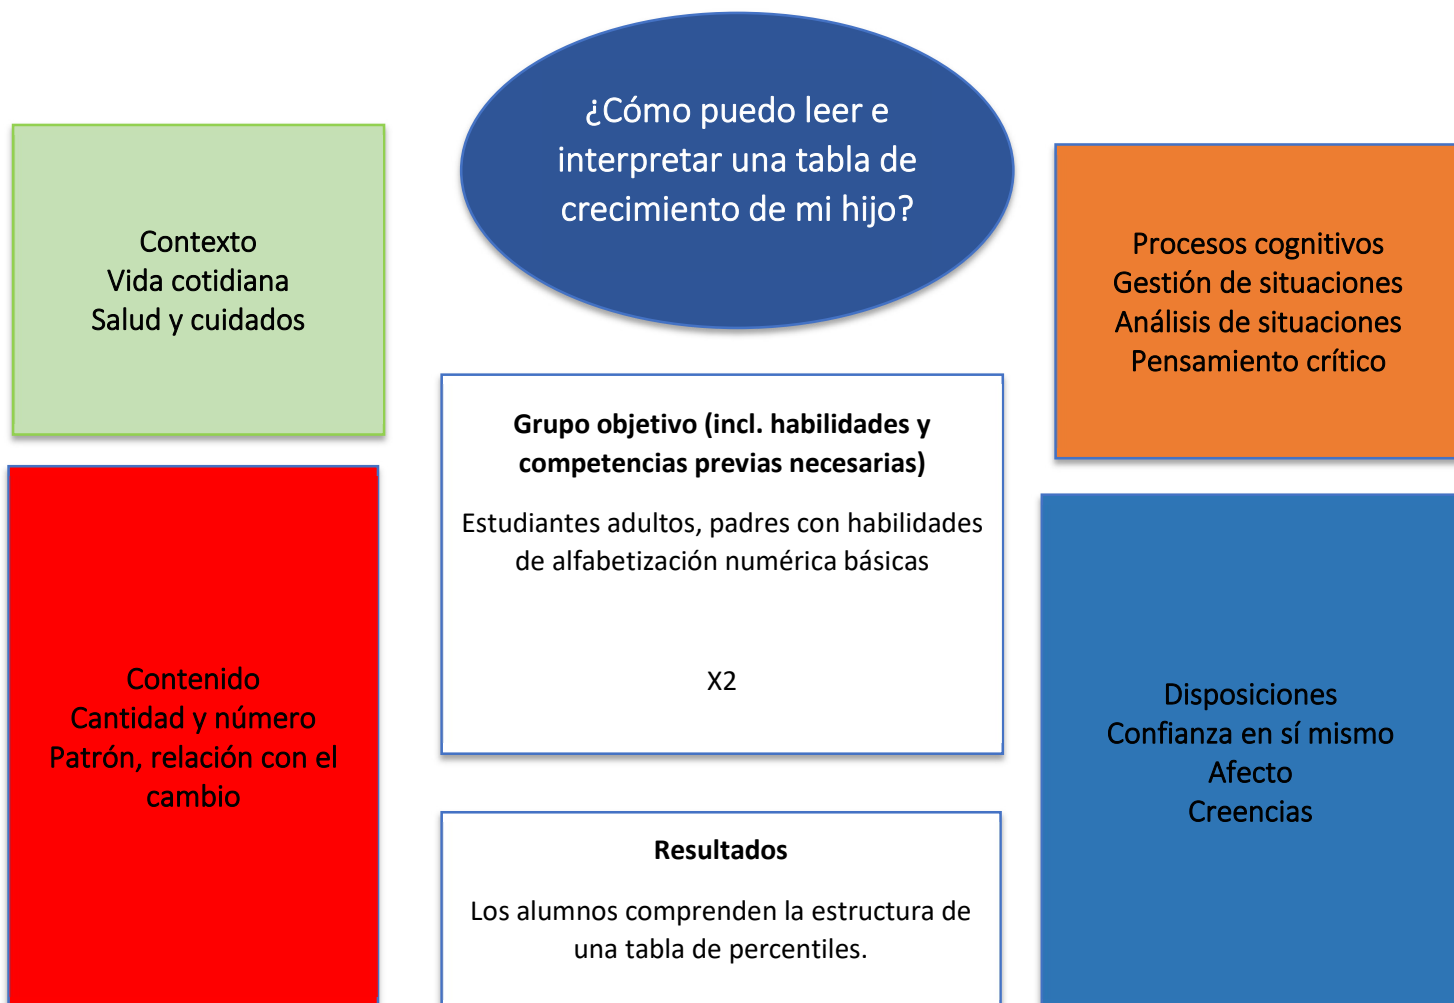 ¿Cómo puedo leer e
interpretar una tabla de
crecimiento de mi hijo?
Contexto
Vida cotidiana
Salud y cuidados
Procesos cognitivos
Gestión de situaciones
Análisis de situaciones
Pensamiento crítico
Grupo objetivo (incl. habilidades y
competencias previas necesarias)
Estudiantes adultos, padres con habilidades
de alfabetización numérica básicas
X2
Contenido
Cantidad y número
Patrón, relación con el
cambio
Disposiciones
Confianza en sí mismo
Afecto
Creencias
Resultados
Los alumnos comprenden la estructura de
una tabla de percentiles.